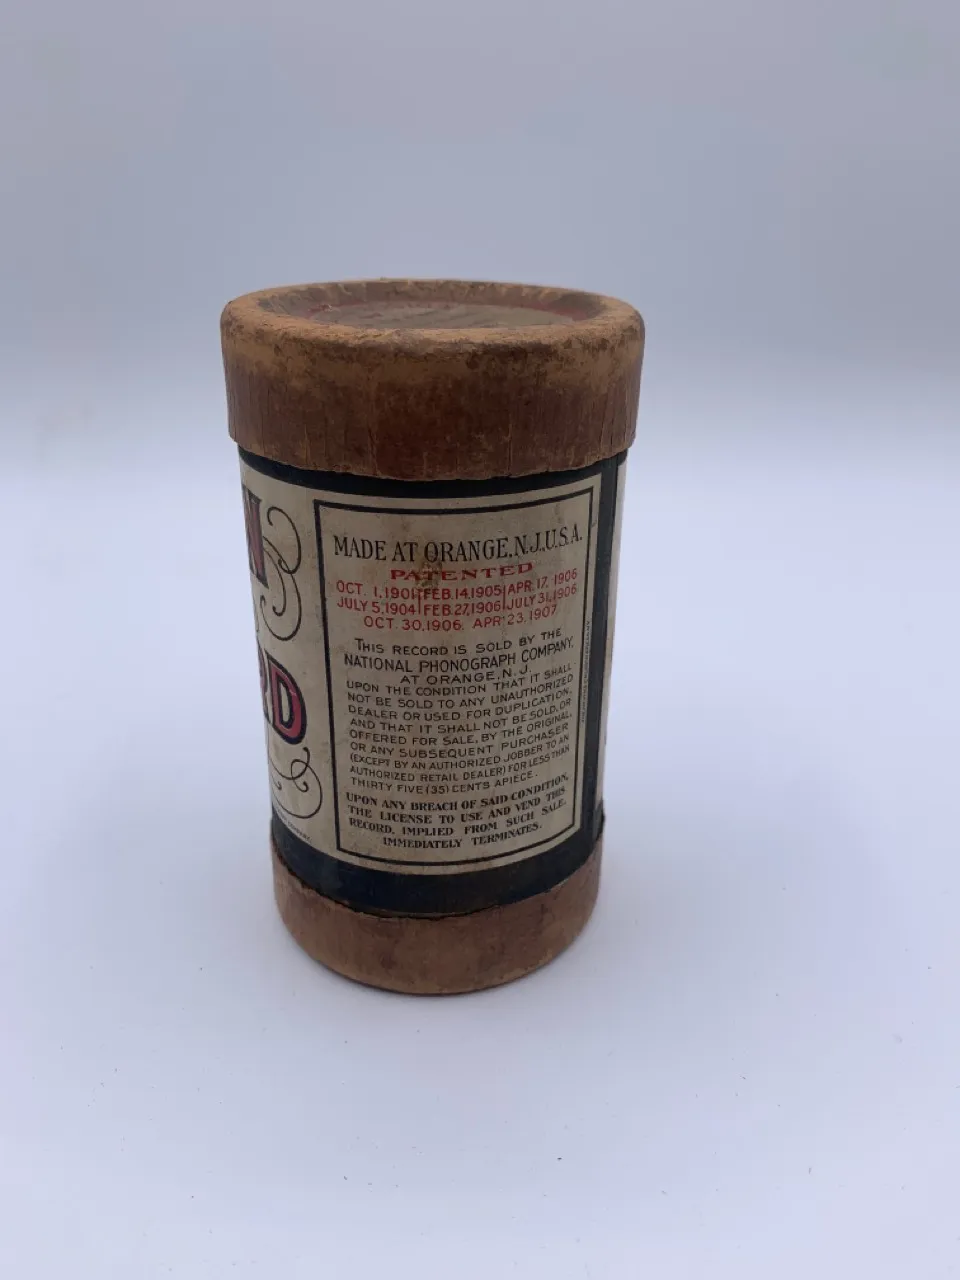 N
RD
MADE AT ORANGE, N.J., U.S.A.
PATENTED
OCT. 1, 1901 FEB. 14, 1905 APR. 17, 1906
JULY 5, 1904 FEB. 27, 1906 JULY 31, 1906
OCT. 30, 1906. APR. 23, 1907
THIS RECORD IS SOLD BY THE
NATIONAL PHONOGRAPH COMPANY,
AT ORANGE, N. J.
UPON THE CONDITION THAT IT SHALL
NOT BE SOLD TO ANY UNAUTHORIZED
DEALER OR USED FOR DUPLICATION,
AND THAT IT SHALL NOT BE SOLD, OR
OFFERED FOR SALE, BY THE ORIGINAL,
OR ANY SUBSEQUENT PURCHASER
(EXCEPT BY AN AUTHORIZED JOBBER TO AN
AUTHORIZED RETAIL DEALER) FOR LESS THAN
THIRTY FIVE (35) CENTS APIECE.
UPON ANY BREACH OF SAID CONDITION,
THE LICENSE TO USE AND VEND THIS
RECORD, IMPLIED FROM SUCH SALE,
IMMEDIATELY TERMINATES.